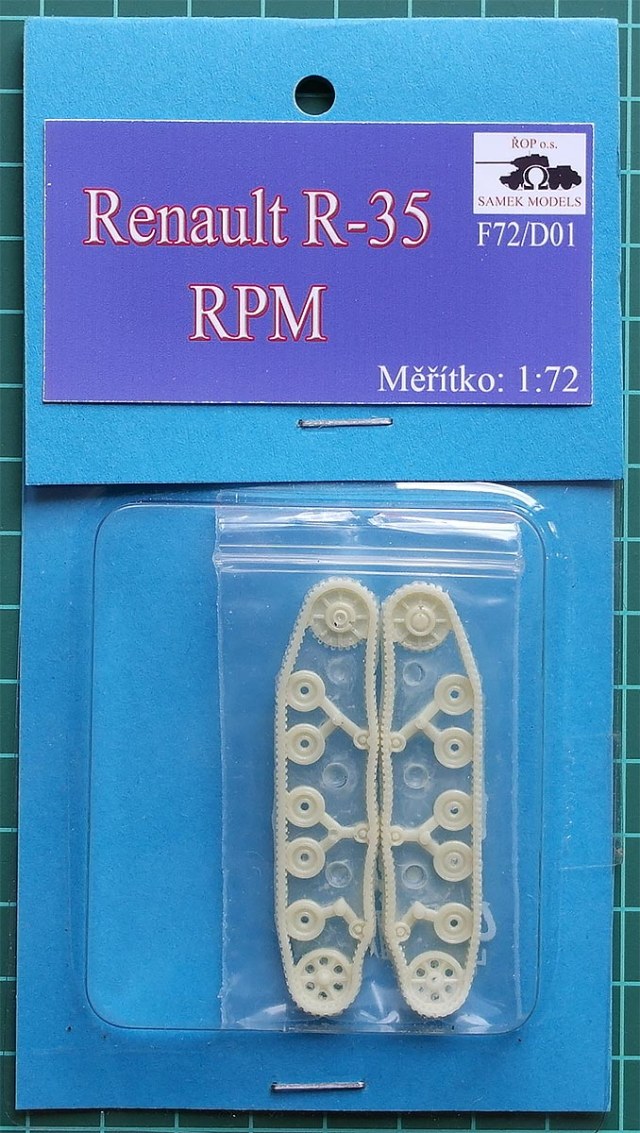 ŘOP o.s.
Ω
SAMEK MODELS
Renault R-35
F72/D01
RPM
Měřítko: 1:72